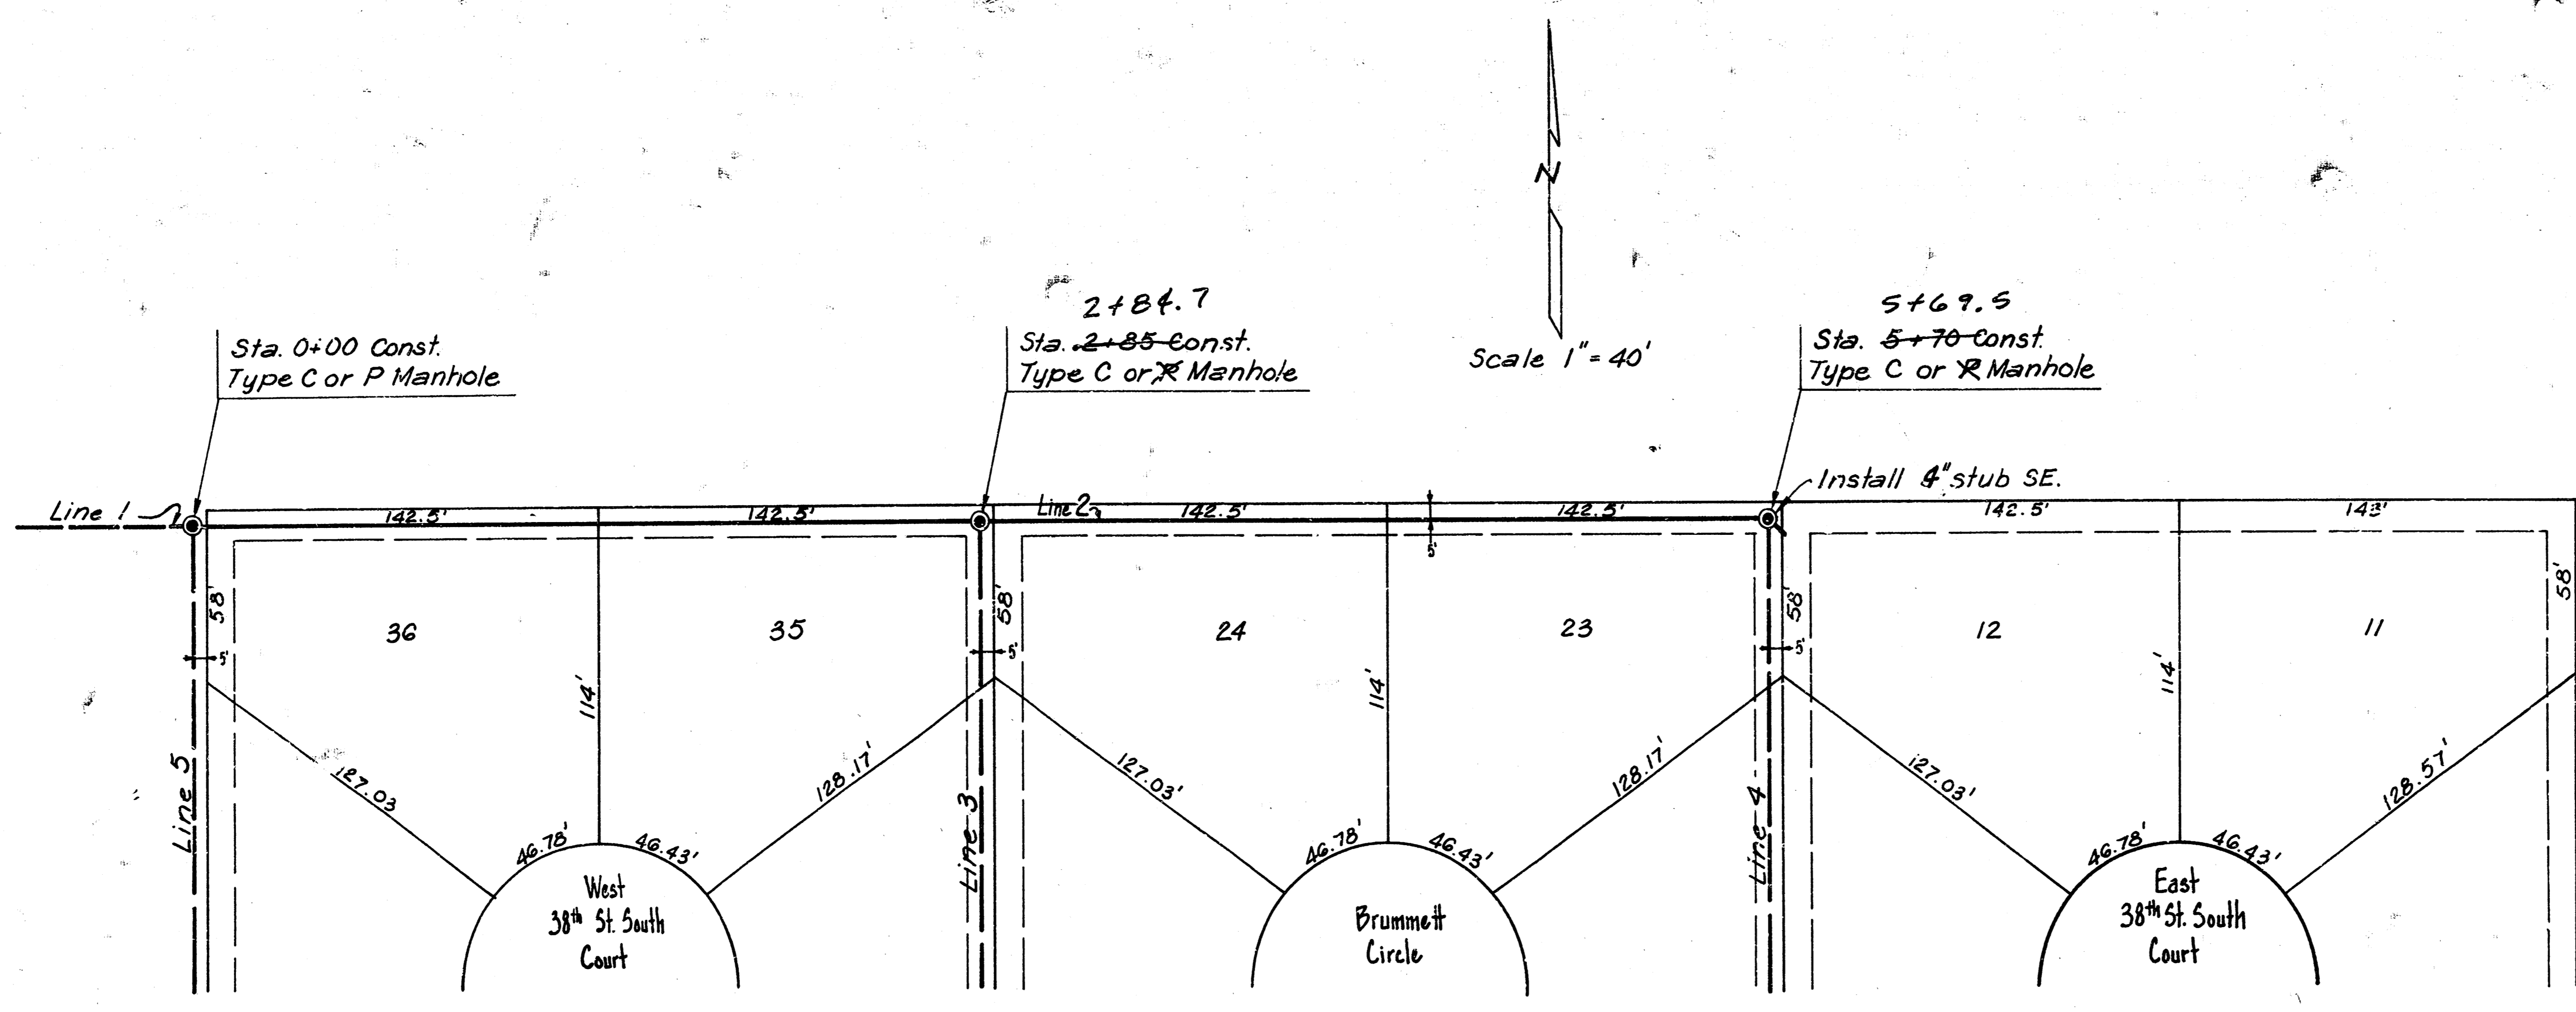 N
Scale 1" = 40'
Sta. 0+00 Const.
Type C or P Manhole
2+84.7
Sta. 2+85 Const.
Type C or P Manhole
5+69.5
Sta. 5+70 Const.
Type C or P Manhole
Install 4" stub SE.
Line 1
142.5'
142.5'
Line 2
142.5'
142.5'
142.5'
143'
5'
58'
58'
58'
58'
36
35
24
23
12
11
5'
5'
5'
114'
114'
114'
Line 5
127.03
128.17'
Line 3
127.03'
128.17'
Line 4
127.03'
128.57'
46.78'
46.43'
46.78'
46.43'
46.78'
46.43'
West
38th St. South
Court
Brummett
Circle
East
38th St. South
Court